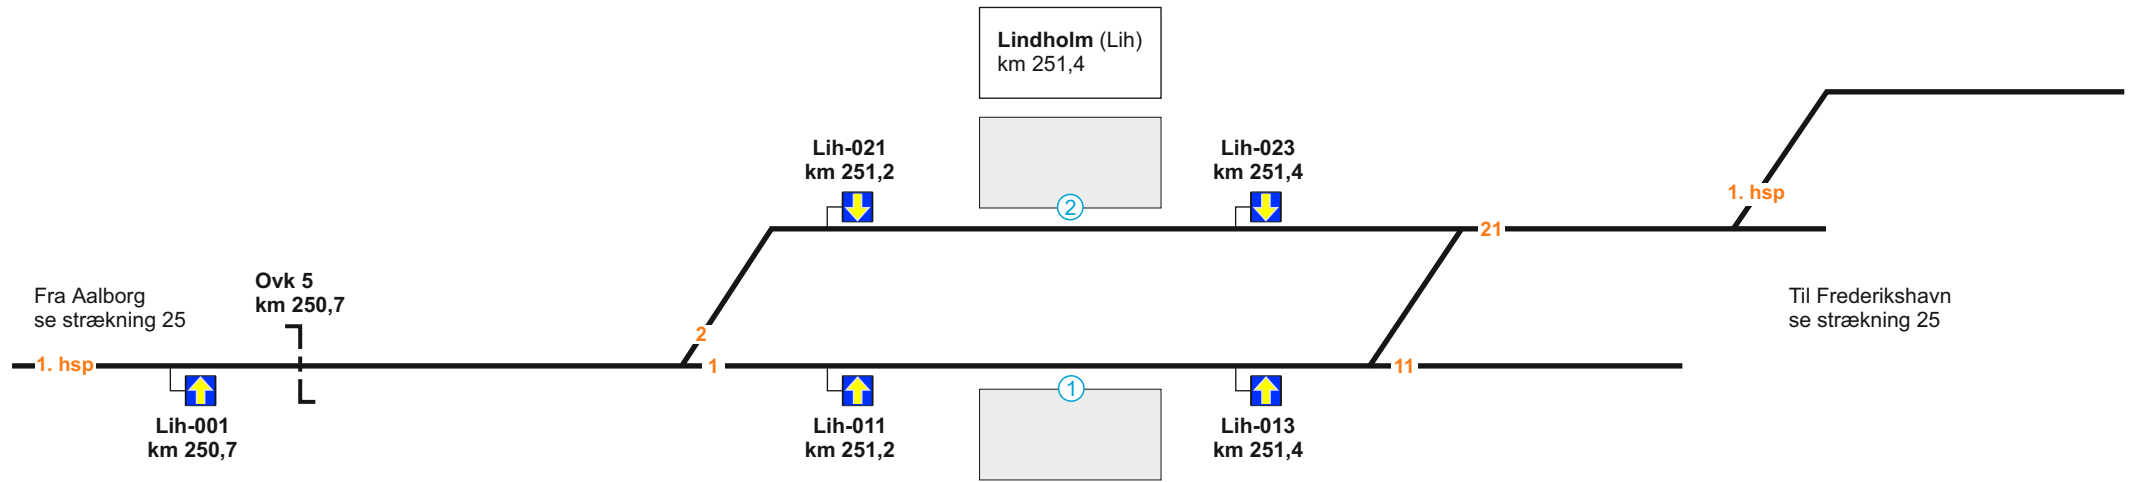 Lindholm (Lih)
km 251,4
Lih-021
km 251,2
Lih-023
km 251,4
1. hsp
2
21
Fra Aalborg
se strækning 25
Ovk 5
km 250,7
Til Frederikshavn
se strækning 25
2
1. hsp
1
11
1
Lih-001
km 250,7
Lih-011
km 251,2
Lih-013
km 251,4